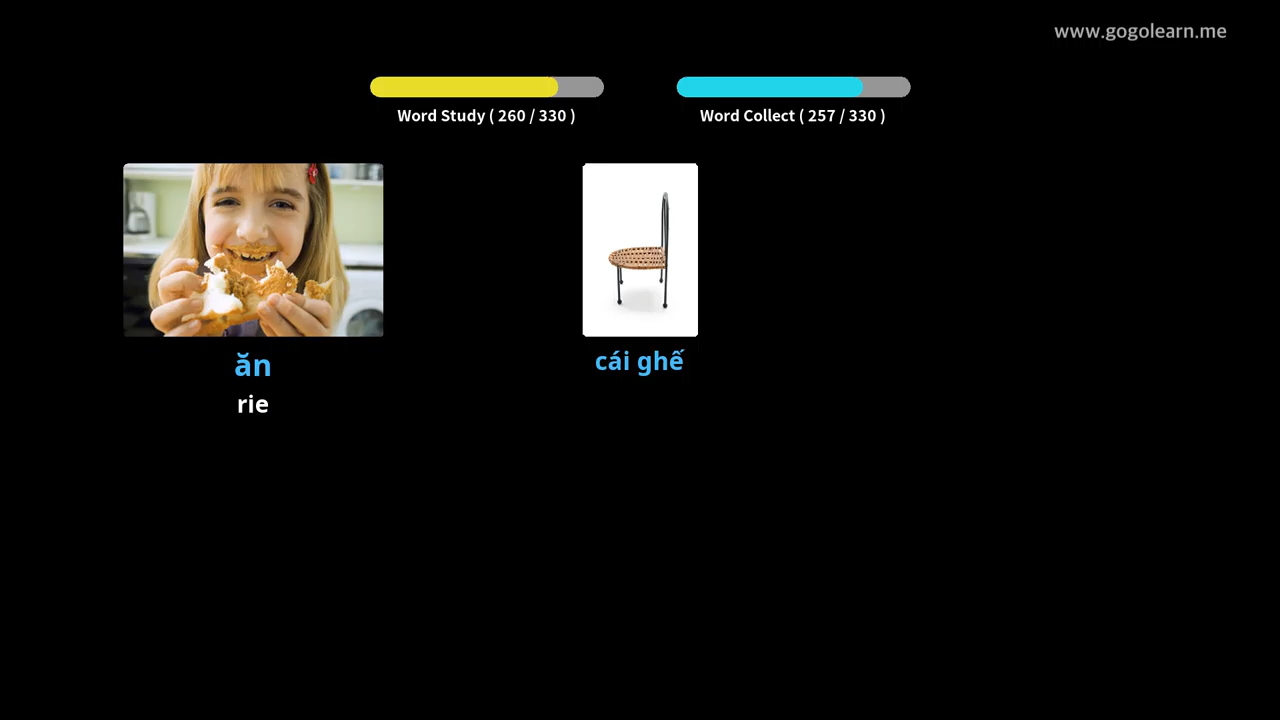 www.gogolearn.me
Word Study ( 260 / 330 )
Word Collect ( 257 / 330 )
ăn
rie
cái ghế